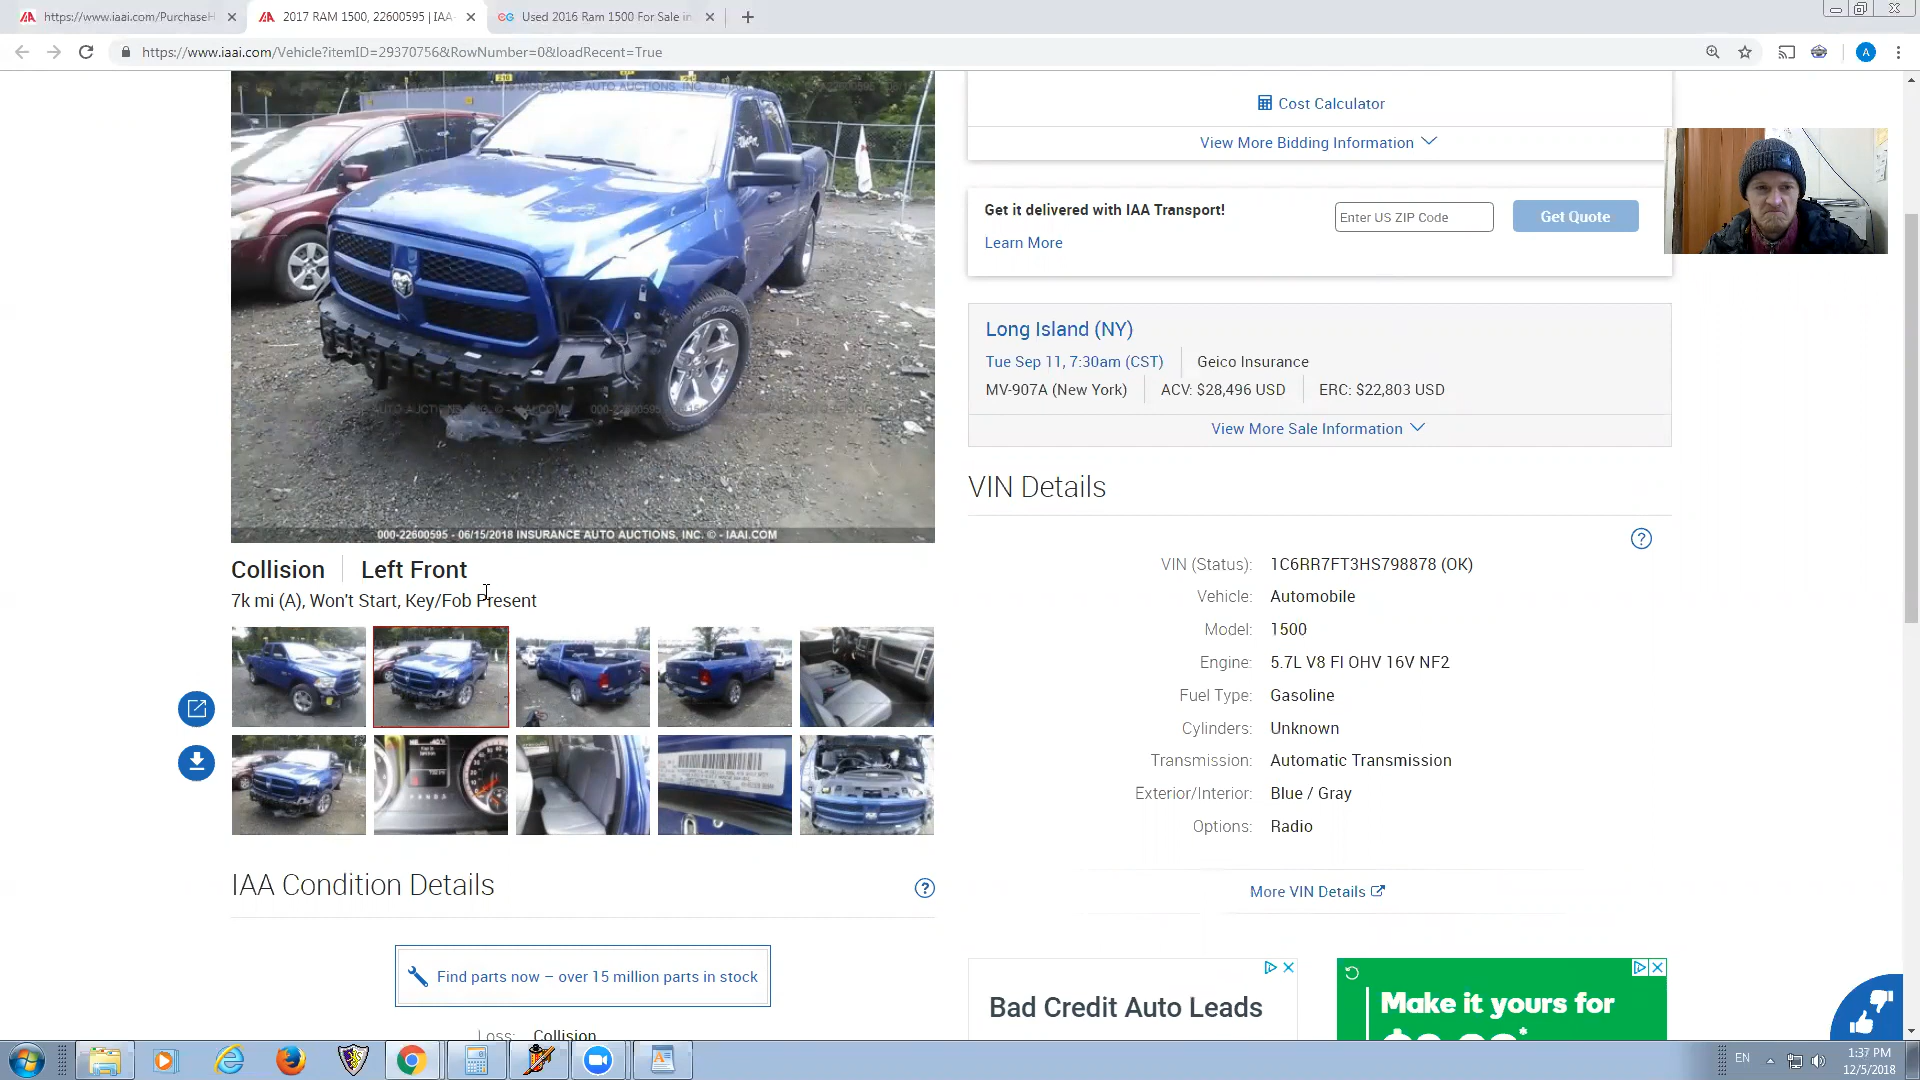 https://www.iaai.com/PurchaseH
2017 RAM 1500, 22600595 | IAA
Used 2016 Ram 1500 For Sale in
https://www.iaai.com/Vehicle?itemID=29370756&RowNumber=0&loadRecent=True
A
Cost Calculator
View More Bidding Information
Get it delivered with IAA Transport!
Enter US ZIP Code
Get Quote
Learn More
Long Island (NY)
Tue Sep 11, 7:30am (CST)
Geico Insurance
MV-907A (New York)
ACV: $28,496 USD
ERC: $22,803 USD
View More Sale Information
000-22600595 - 06/15/2018 INSURANCE AUTO AUCTIONS, INC. © - IAAI.COM
Collision
Left Front
7k mi (A), Won't Start, Key/Fob Present
VIN Details
VIN (Status): 1C6RR7FT3HS798878 (OK)
Vehicle: Automobile
Model: 1500
Engine: 5.7L V8 FI OHV 16V NF2
Fuel Type: Gasoline
Cylinders: Unknown
Transmission: Automatic Transmission
Exterior/Interior: Blue / Gray
Options: Radio
More VIN Details
IAA Condition Details
Find parts now – over 15 million parts in stock
Loss: Collision
Bad Credit Auto Leads
Make it yours for
EN
1:37 PM
12/5/2018